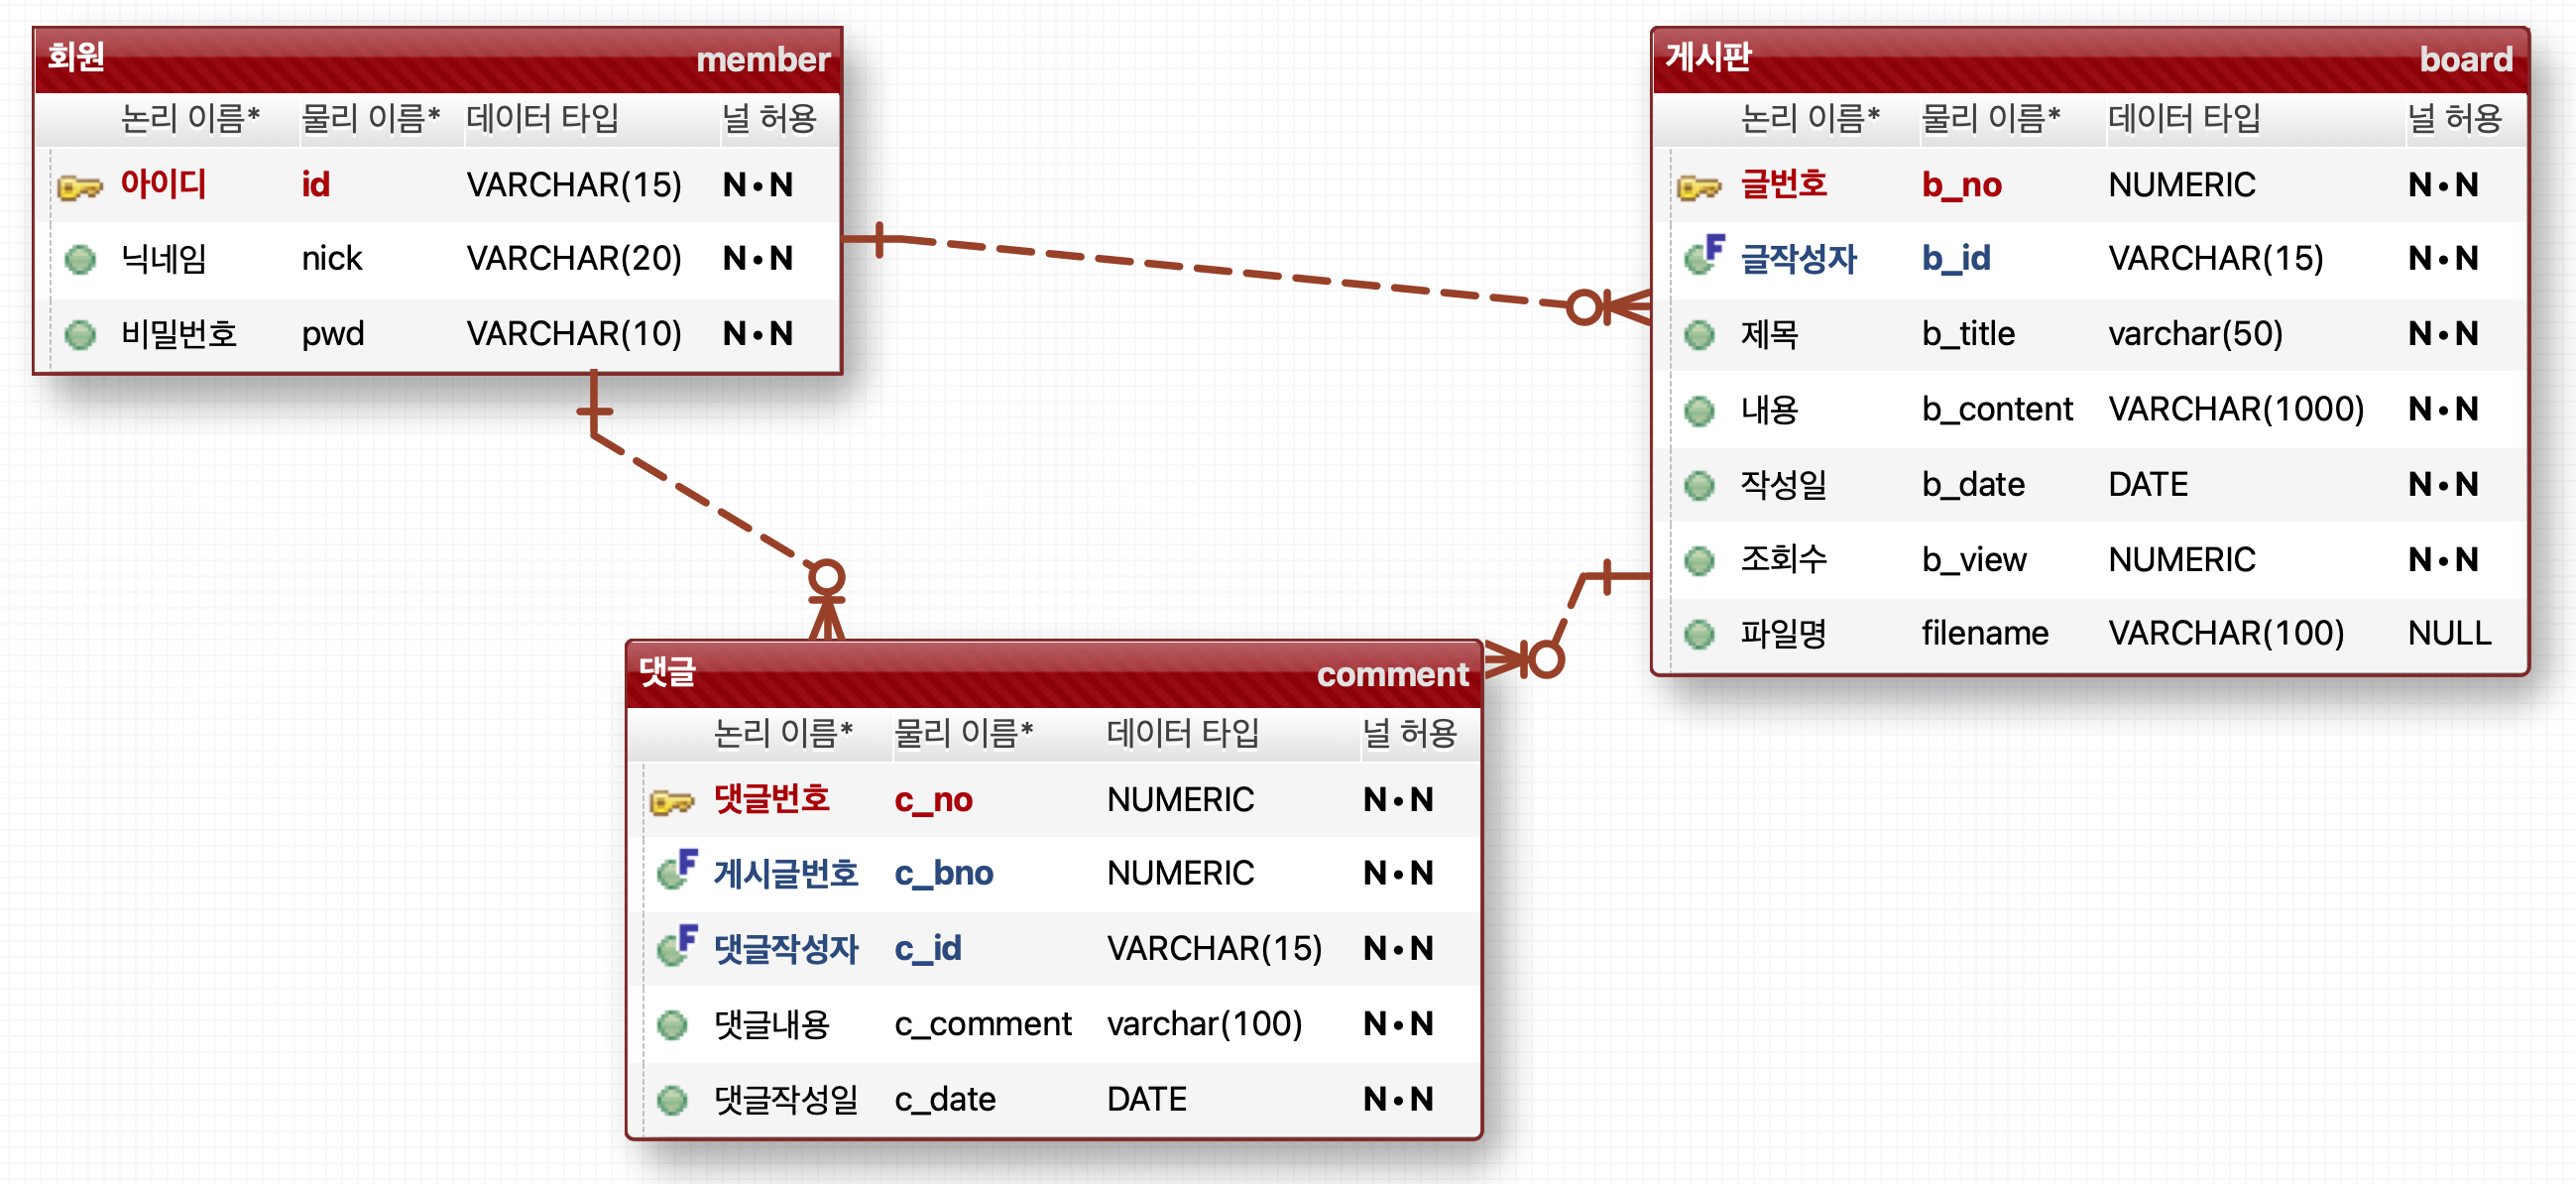 회원 member
논리 이름* 물리 이름* 데이터 타입 널 허용
아이디 id VARCHAR(15) N•N
닉네임 nick VARCHAR(20) N•N
비밀번호 pwd VARCHAR(10) N•N
게시판 board
논리 이름* 물리 이름* 데이터 타입 널 허용
글번호 b_no NUMERIC N•N
F 글작성자 b_id VARCHAR(15) N•N
제목 b_title varchar(50) N•N
내용 b_content VARCHAR(1000) N•N
작성일 b_date DATE N•N
조회수 b_view NUMERIC N•N
파일명 filename VARCHAR(100) NULL
댓글 comment
논리 이름* 물리 이름* 데이터 타입 널 허용
댓글번호 c_no NUMERIC N•N
F 게시글번호 c_bno NUMERIC N•N
F 댓글작성자 c_id VARCHAR(15) N•N
댓글내용 c_comment varchar(100) N•N
댓글작성일 c_date DATE N•N